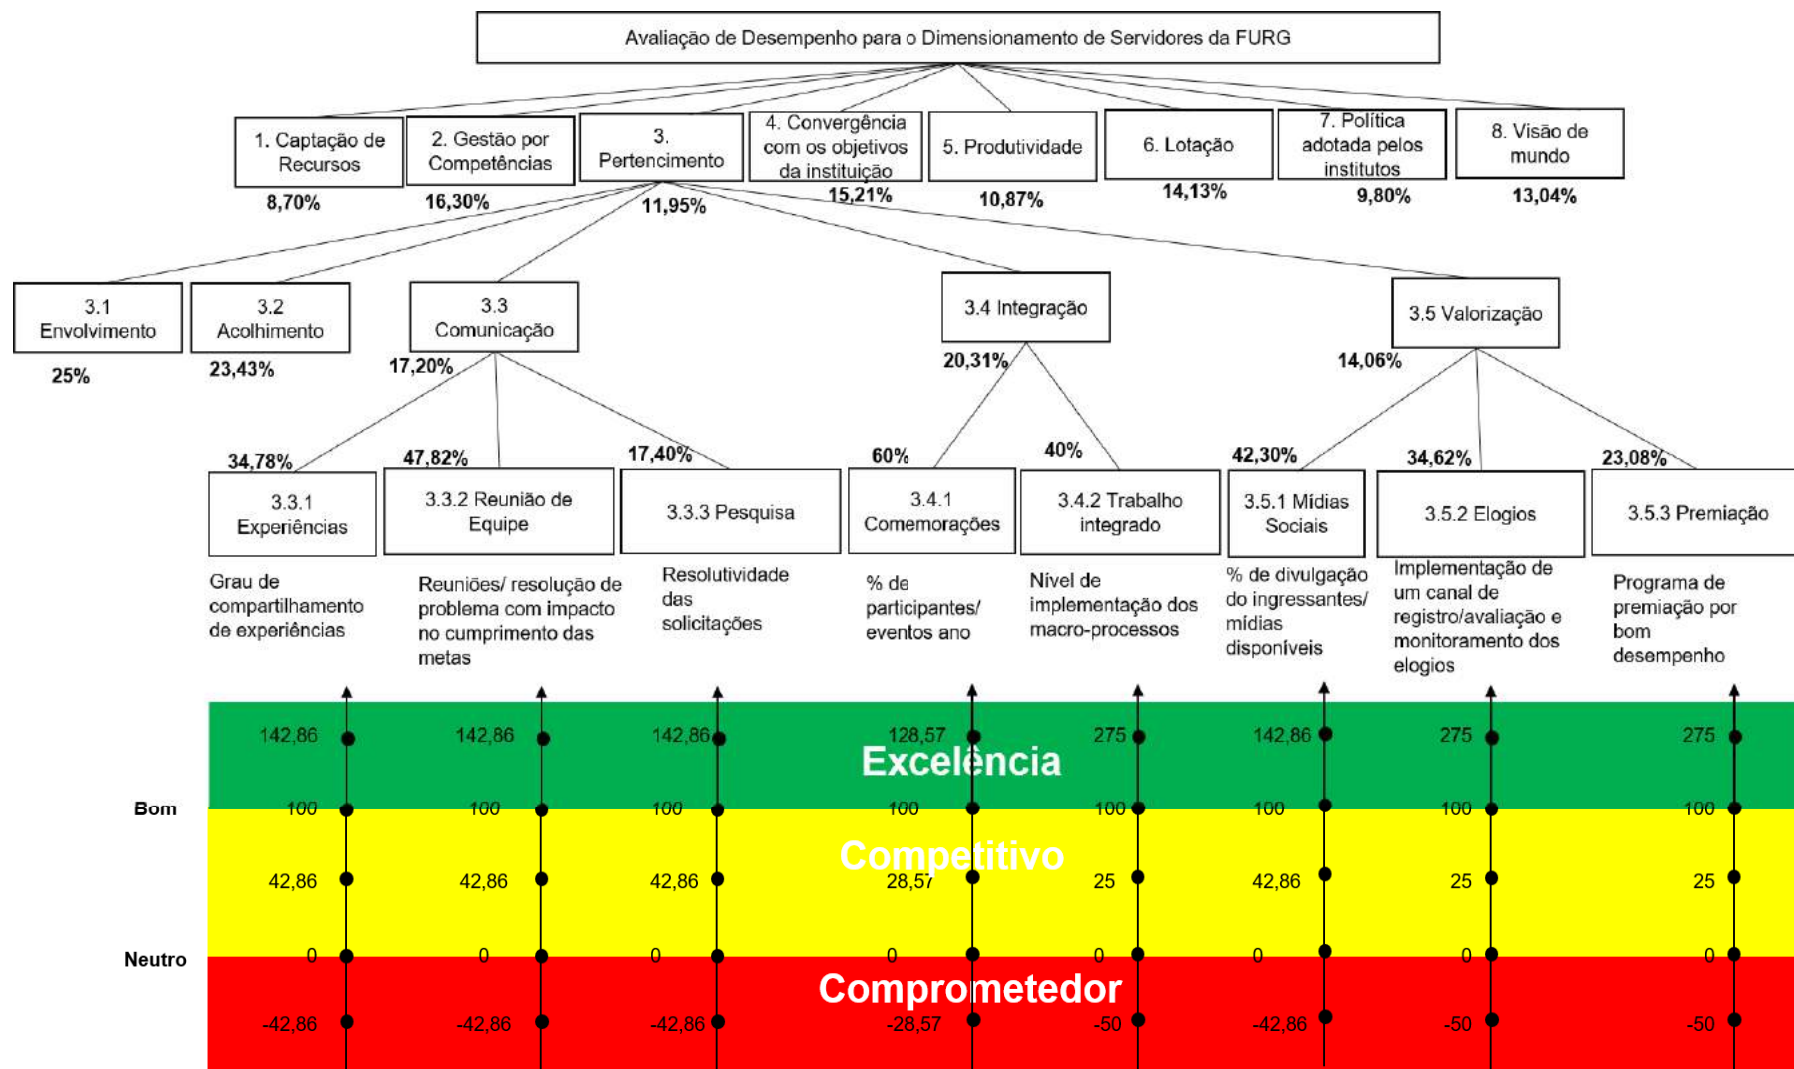 Avaliação de Desempenho para o Dimensionamento de Servidores da FURG
1. Captação de
Recursos
8,70%
2. Gestão por
Competências
16,30%
3.
Pertencimento
11,95%
4. Convergência
com os objetivos
da instituição
15,21%
5. Produtividade
10,87%
6. Lotação
14,13%
7. Política
adotada pelos
institutos
9,80%
8. Visão de
mundo
13,04%
3.1
Envolvimento
25%
3.2
Acolhimento
23,43%
3.3
Comunicação
17,20%
3.4 Integração
20,31%
3.5 Valorização
14,06%
34,78%
3.3.1
Experiências
47,82%
3.3.2 Reunião de
Equipe
17,40%
3.3.3 Pesquisa
60%
3.4.1
Comemorações
40%
3.4.2 Trabalho
integrado
42,30%
3.5.1 Mídias
Sociais
34,62%
3.5.2 Elogios
23,08%
3.5.3 Premiação
Grau de
compartilhamento
de experiências
Reuniões/ resolução de
problema com impacto
no cumprimento das
metas
Resolutividade
das
solicitações
% de
participantes/
eventos ano
Nível de
implementação dos
macro-processos
% de divulgação
do ingressantes/
mídias
disponíveis
Implementação de
um canal de
registro/avaliação e
monitoramento dos
elogios
Programa de
premiação por
bom
desempenho
142,86 142,86 142,86 128,57 275 142,86 275 275
Excelência
Bom 100 100 100 100 100 100 100 100
Competitivo
42,86 42,86 42,86 28,57 25 42,86 25 25
Neutro 0 0 0 0 0 0 0 0
Comprometedor
-42,86 -42,86 -42,86 -28,57 -50 -42,86 -50 -50